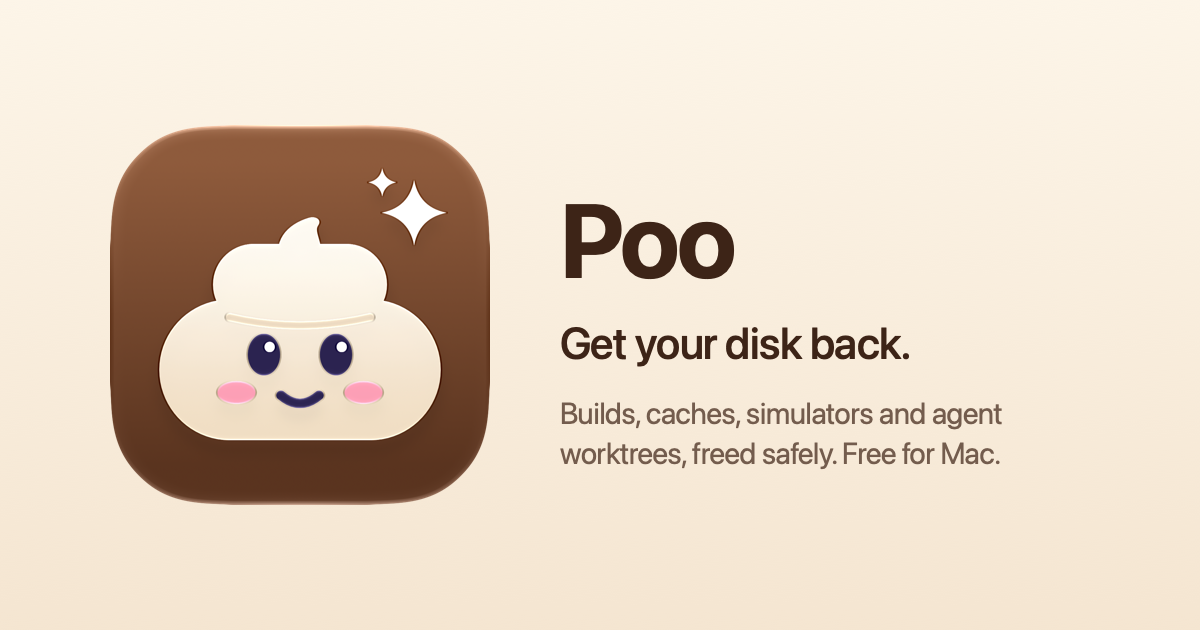 Poo
Get your disk back.
Builds, caches, simulators and agent
worktrees, freed safely. Free for Mac.